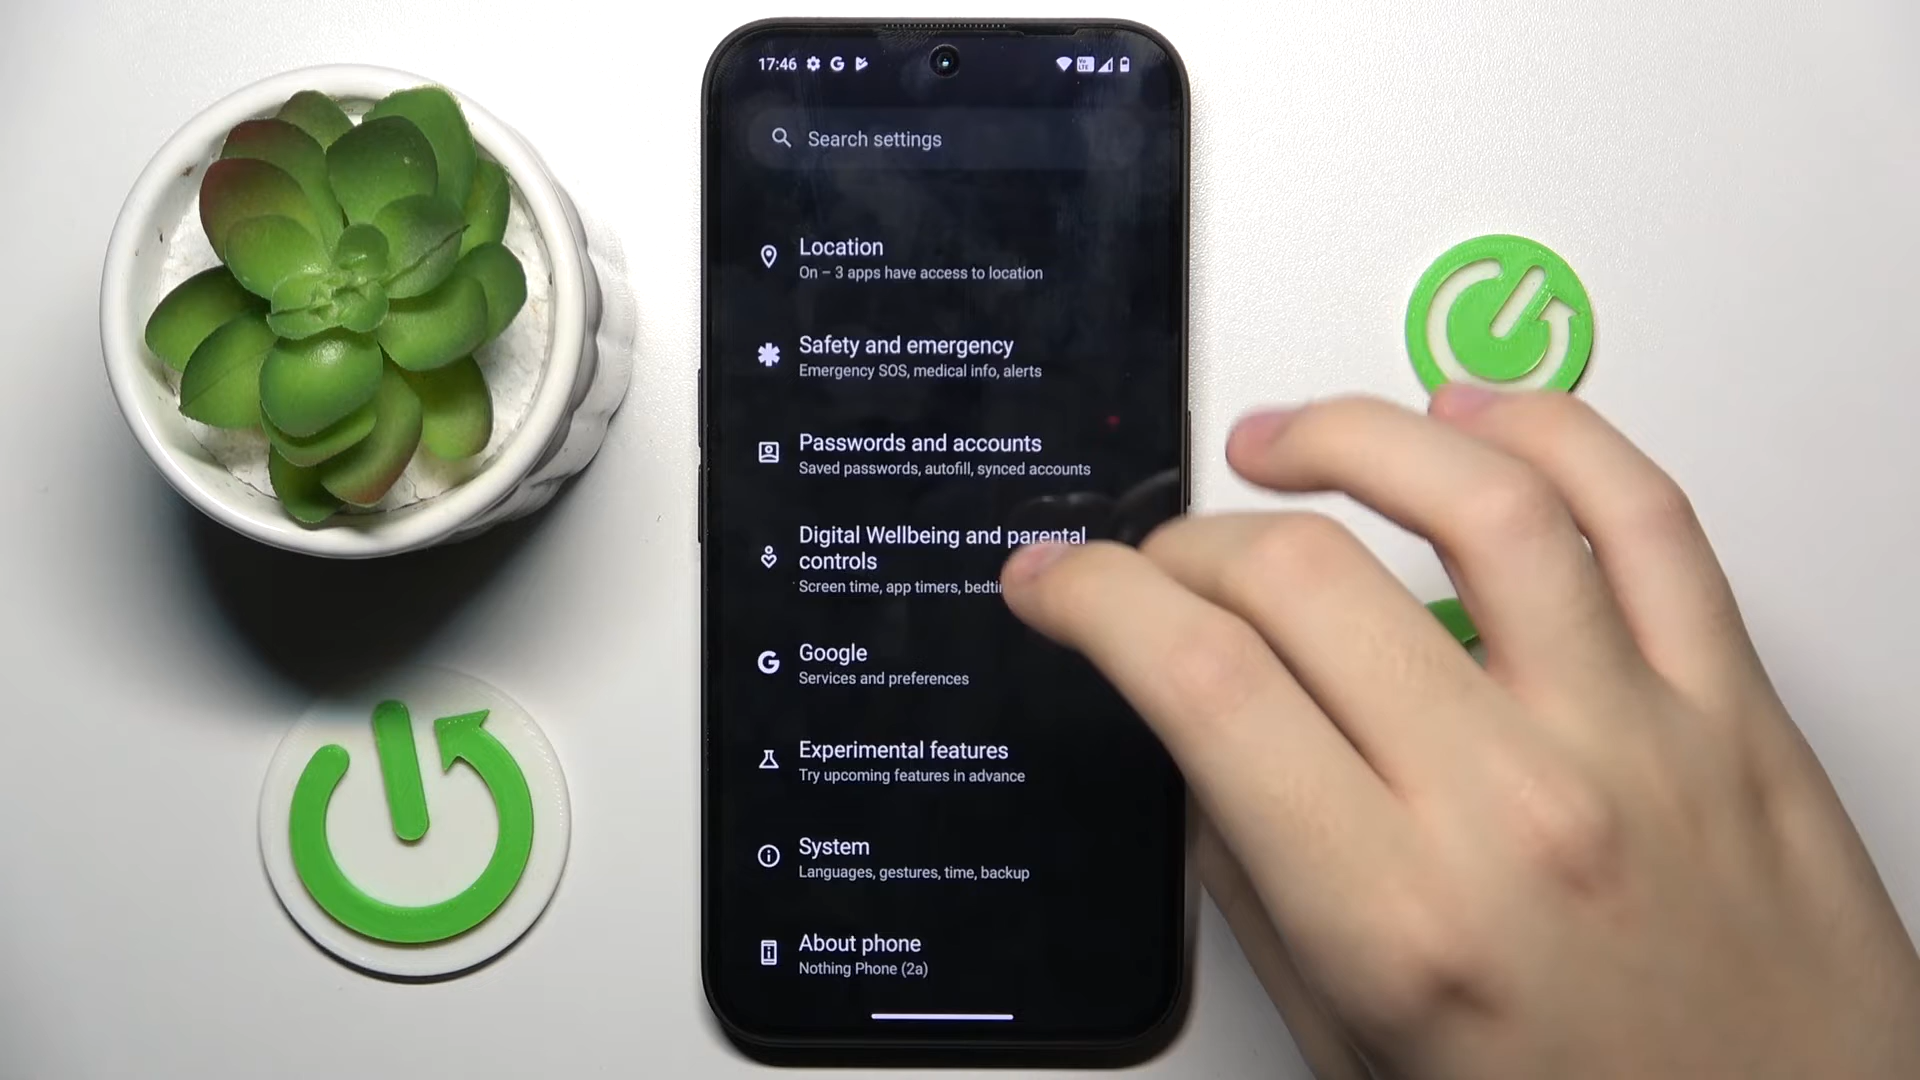 17:46
Search settings
Location
On – 3 apps have access to location
Safety and emergency
Emergency SOS, medical info, alerts
Passwords and accounts
Saved passwords, autofill, synced accounts
Digital Wellbeing and parental
controls
Screen time, app timers,
Google
Services and preferences
Experimental features
Try upcoming features in advance
System
Languages, gestures, time, backup
About phone
Nothing Phone (2a)